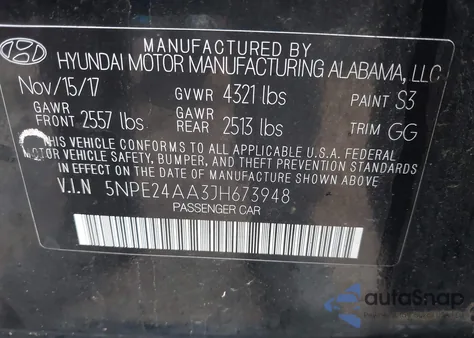 MANUFACTURED BY
HYUNDAI MOTOR MANUFACTURING ALABAMA, LLC
Nov/15/17 GVWR 4321 lbs PAINT S3
GAWR FRONT 2557 lbs GAWR REAR 2513 lbs TRIM GG
THIS VEHICLE CONFORMS TO ALL APPLICABLE U.S.A. FEDERAL
MOTOR VEHICLE SAFETY, BUMPER, AND THEFT PREVENTION STANDARDS
IN EFFECT ON THE DATE OF MANUFACTURE SHOWN ABOVE.
V.I.N 5NPE24AA3JH673948
PASSENGER CAR
autoSnap